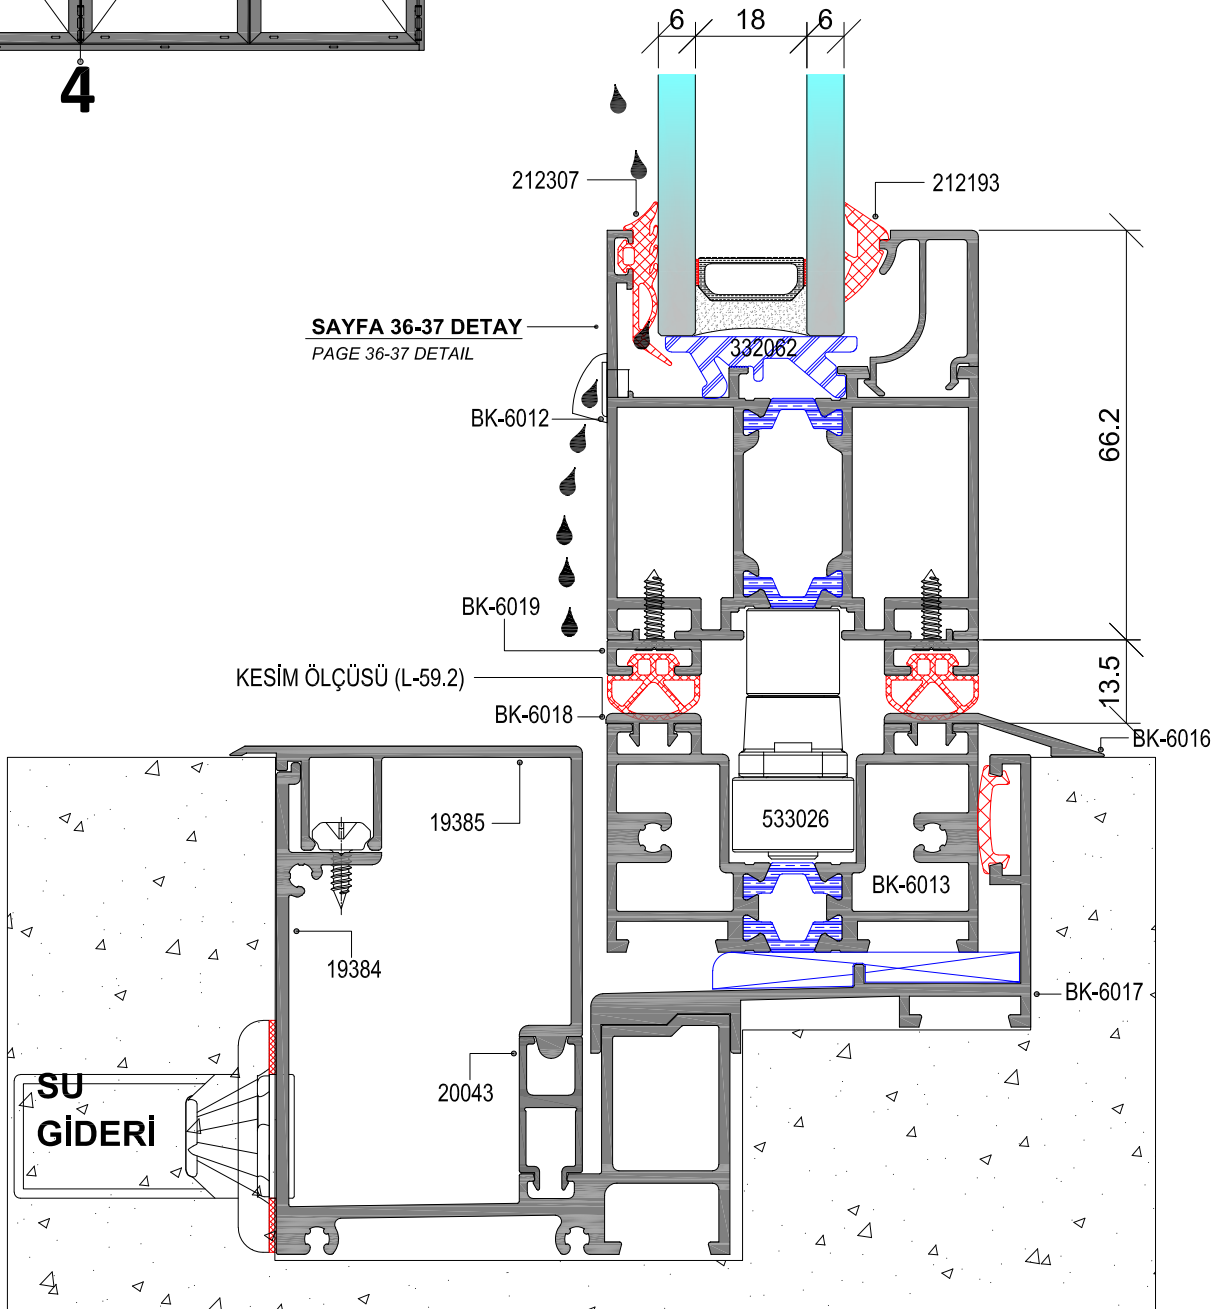 6
18
6
4
212307
212193
SAYFA 36-37 DETAY
PAGE 36-37 DETAIL
332062
BK-6012
66.2
BK-6019
KESİM ÖLÇÜSÜ (L-59.2)
13.5
BK-6018
BK-6016
19385
533026
BK-6013
19384
BK-6017
20043
SU
GİDERİ